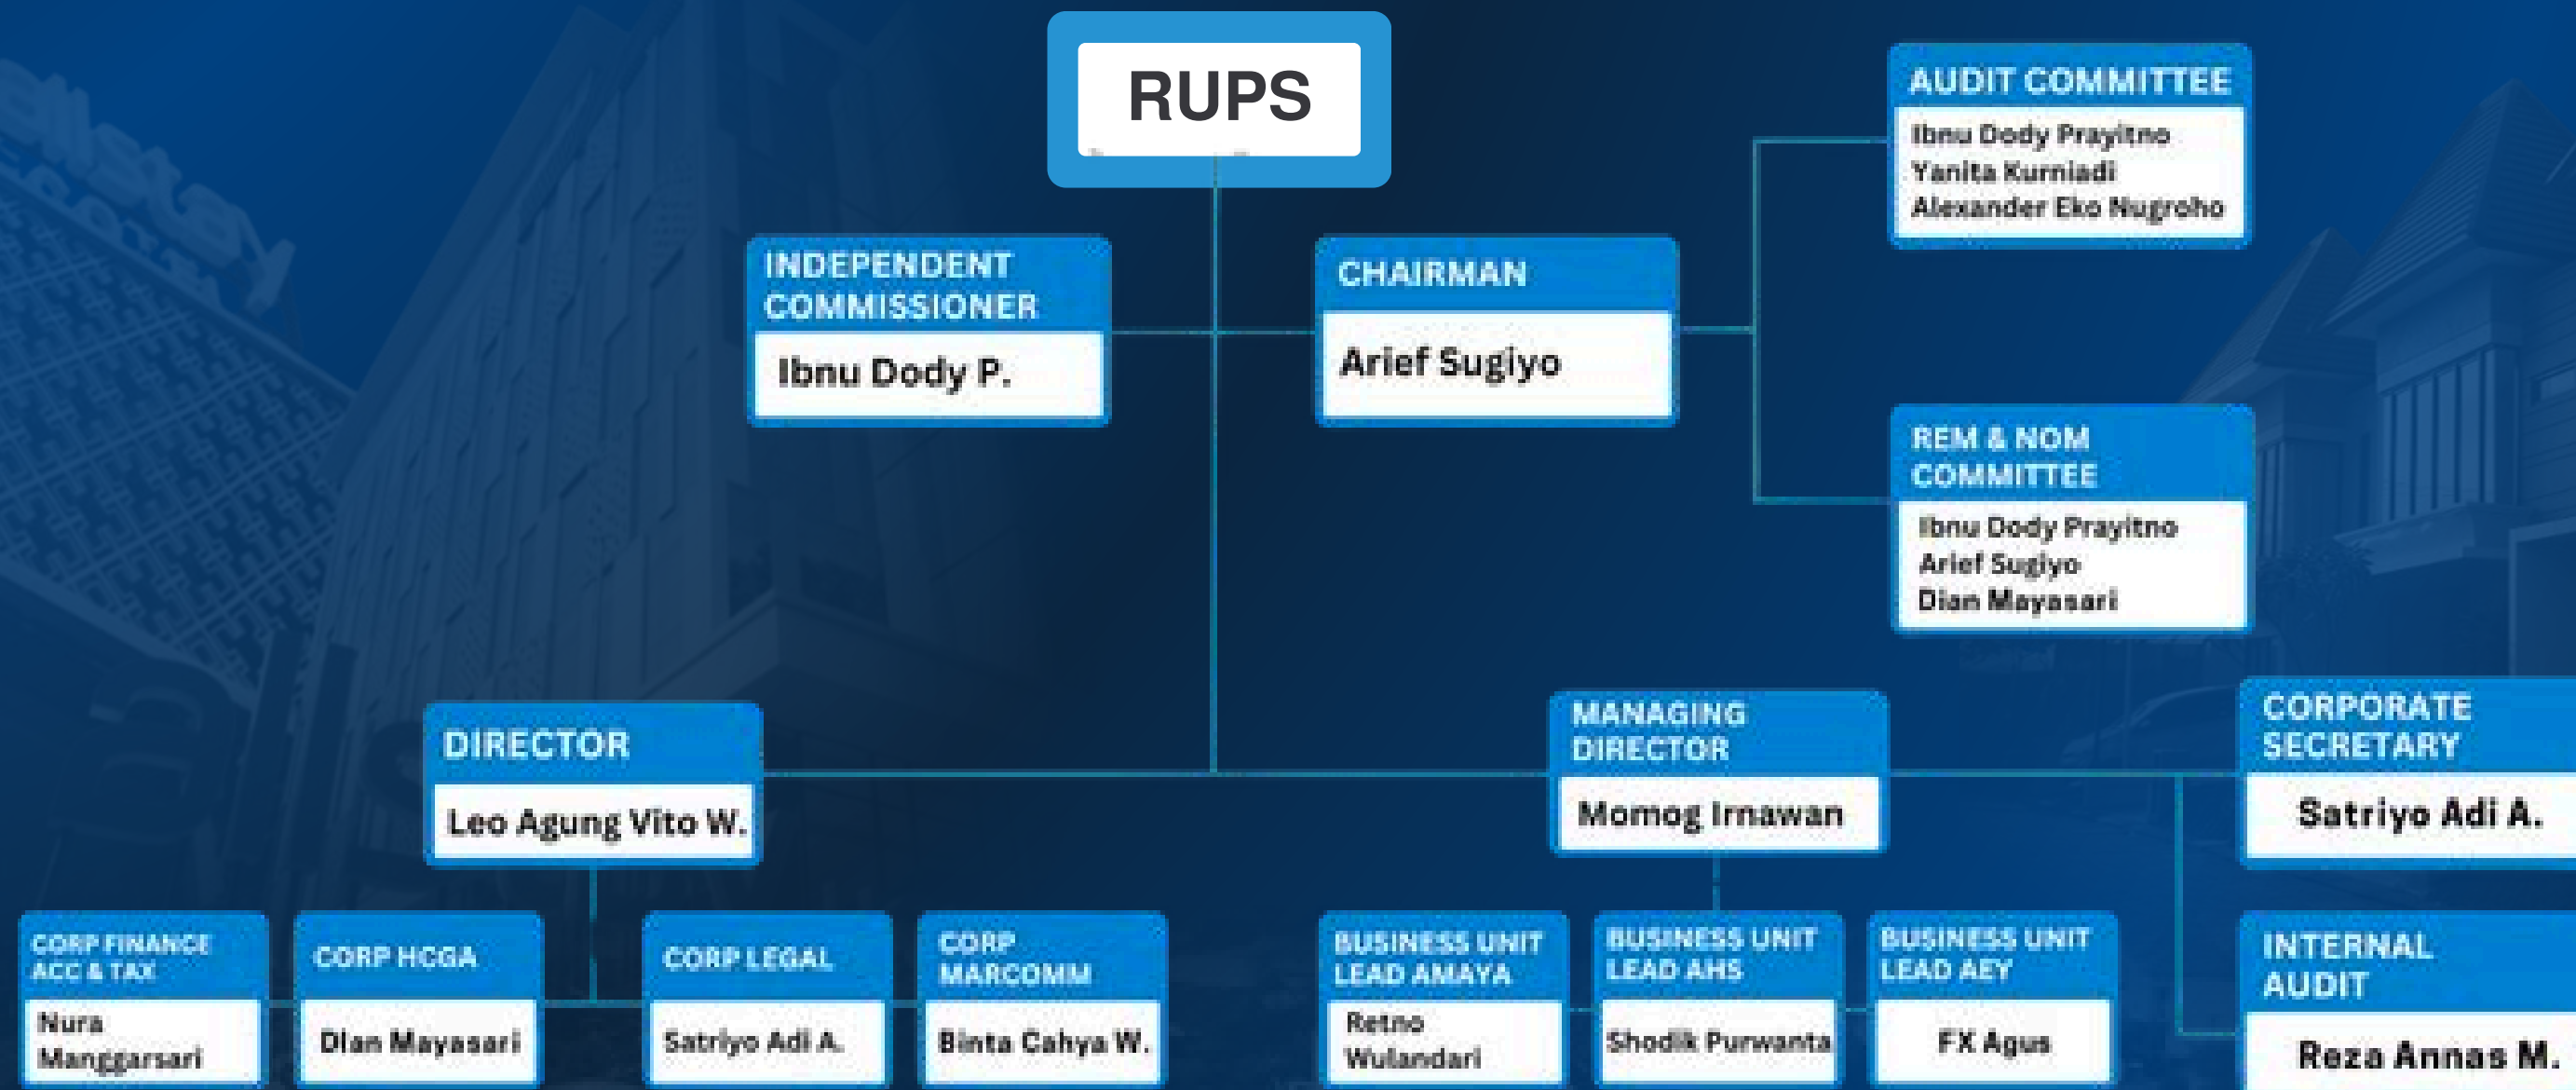 RUPS
AUDIT COMMITTEE
Ibnu Dody Prayitno
Yanita Kurniadi
Alexander Eko Nugroho
INDEPENDENT
COMMISSIONER
Ibnu Dody P.
CHAIRMAN
Arief Sugiyo
REM & NOM
COMMITTEE
Ibnu Dody Prayitno
Arief Sugiyo
Dian Mayasari
DIRECTOR
Leo Agung Vito W.
MANAGING
DIRECTOR
Momog Irnawan
CORPORATE
SECRETARY
Satriyo Adi A.
CORP FINANCE
ACC & TAX
Nura
Manggarsari
CORP HCGA
Dian Mayasari
CORP LEGAL
Satriyo Adi A.
CORP
MARCOMM
Binta Cahya W.
BUSINESS UNIT
LEAD AMAYA
Retno
Wulandari
BUSINESS UNIT
LEAD AHS
Shodik Purwanta
BUSINESS UNIT
LEAD AEY
FX Agus
INTERNAL
AUDIT
Reza Annas M.